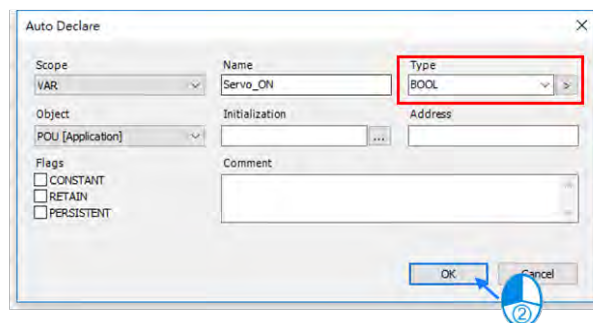 Auto Declare
Scope
Name
Type
VAR
Servo_ON
BOOL
>
Object
Initialization
Address
POU [Application]
...
Flags
Comment
CONSTANT
RETAIN
PERSISTENT
OK
Cancel
②